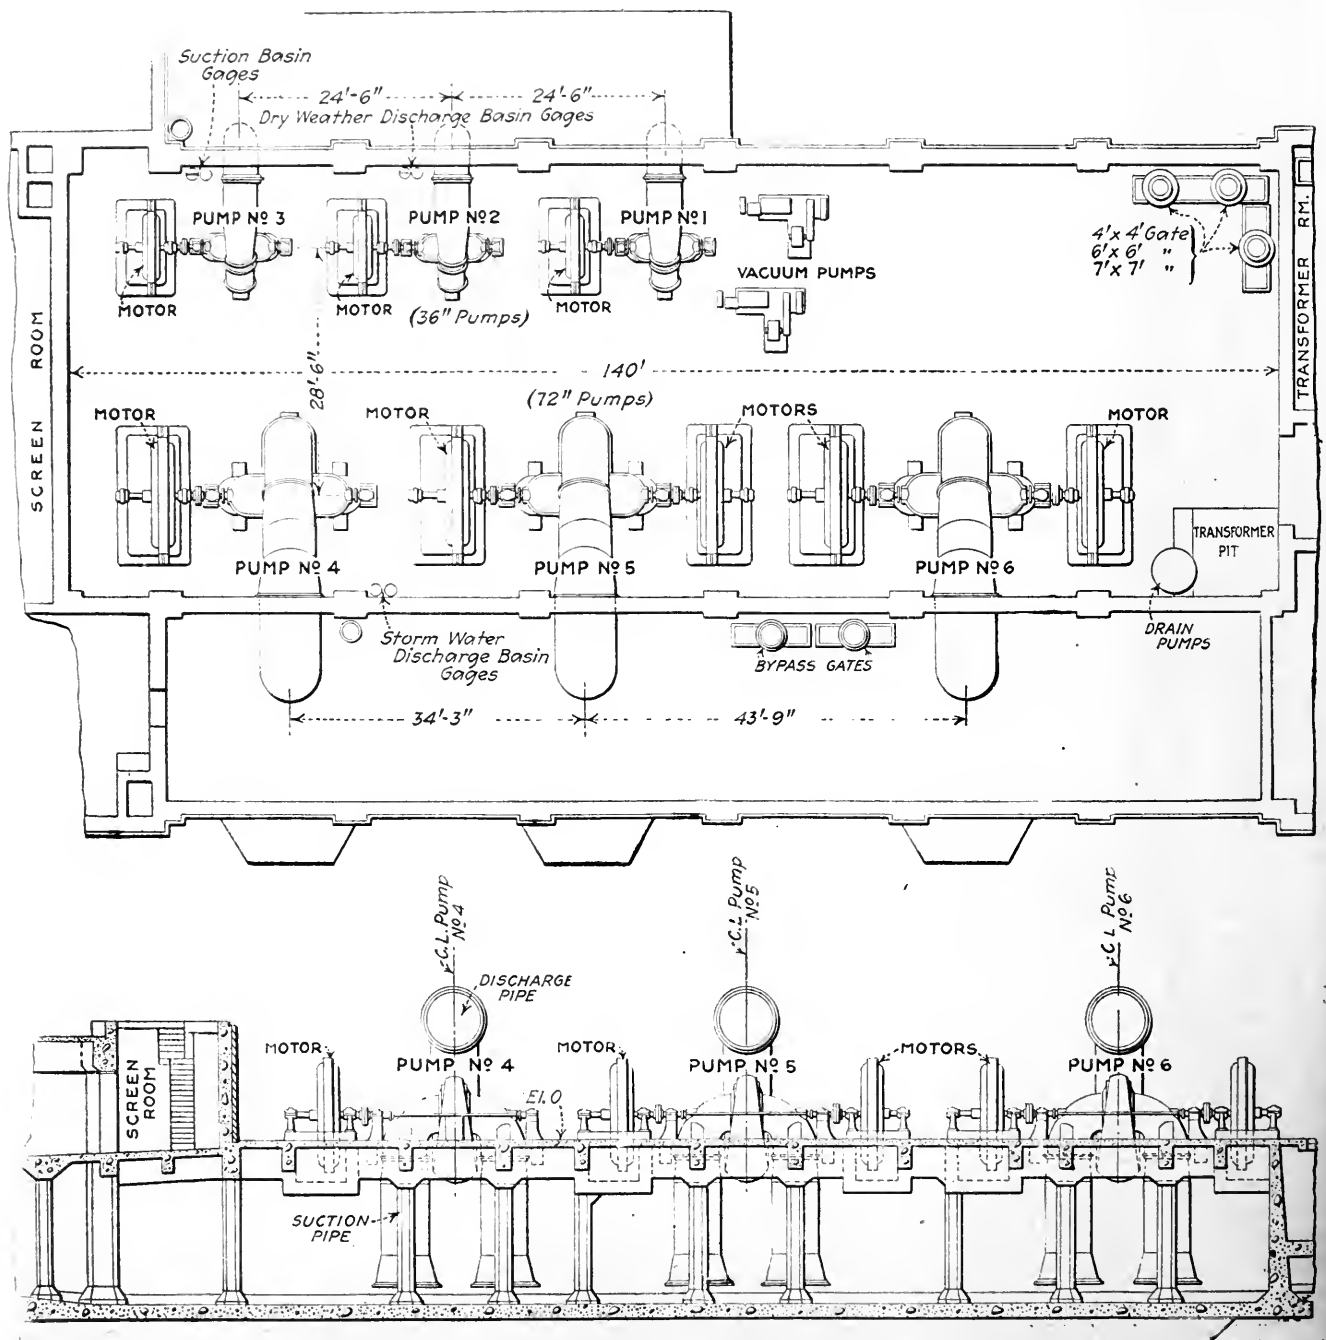 Suction Basin
Gages
24'-6"
24'-6"
Dry Weather Discharge Basin Gages
PUMP Nº 3
PUMP Nº 2
PUMP Nº 1
4' x 4' Gate
6' x 6' "
7' x 7' "
VACUUM PUMPS
MOTOR
MOTOR
MOTOR
(36" Pumps)
SCREEN ROOM
TRANSFORMER RM.
28'-6"
140'
(72" Pumps)
MOTOR
MOTOR
MOTORS
MOTOR
TRANSFORMER
PIT
PUMP Nº 4
PUMP Nº 5
PUMP Nº 6
Storm Water
Discharge Basin
Gages
DRAIN
PUMPS
BYPASS GATES
34'-3"
43'-9"
C.L. Pump
Nº 4
C.L. Pump
Nº 5
C.L. Pump
Nº 6
DISCHARGE
PIPE
SCREEN
ROOM
MOTOR
PUMP Nº 4
MOTOR
PUMP Nº 5
MOTORS
PUMP Nº 6
El. 0
SUCTION
PIPE